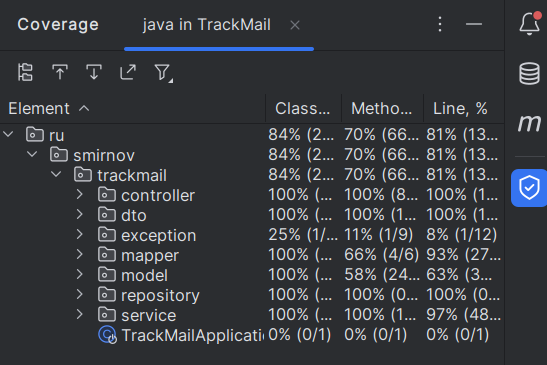 Coverage java in TrackMail
Element Class... Metho... Line, %
ru 84% (2... 70% (66... 81% (13...
smirnov 84% (2... 70% (66... 81% (13...
trackmail 84% (2... 70% (66... 81% (13...
controller 100% (... 100% (8... 100% (1...
dto 100% (... 100% (1... 100% (1...
exception 25% (1/... 11% (1/9) 8% (1/12)
mapper 100% (... 66% (4/6) 93% (27...
model 100% (... 58% (24... 63% (3...
repository 100% (... 100% (0... 100% (0...
service 100% (... 100% (1... 97% (48...
TrackMailApplicatio 0% (0/1) 0% (0/1) 0% (0/1)
m